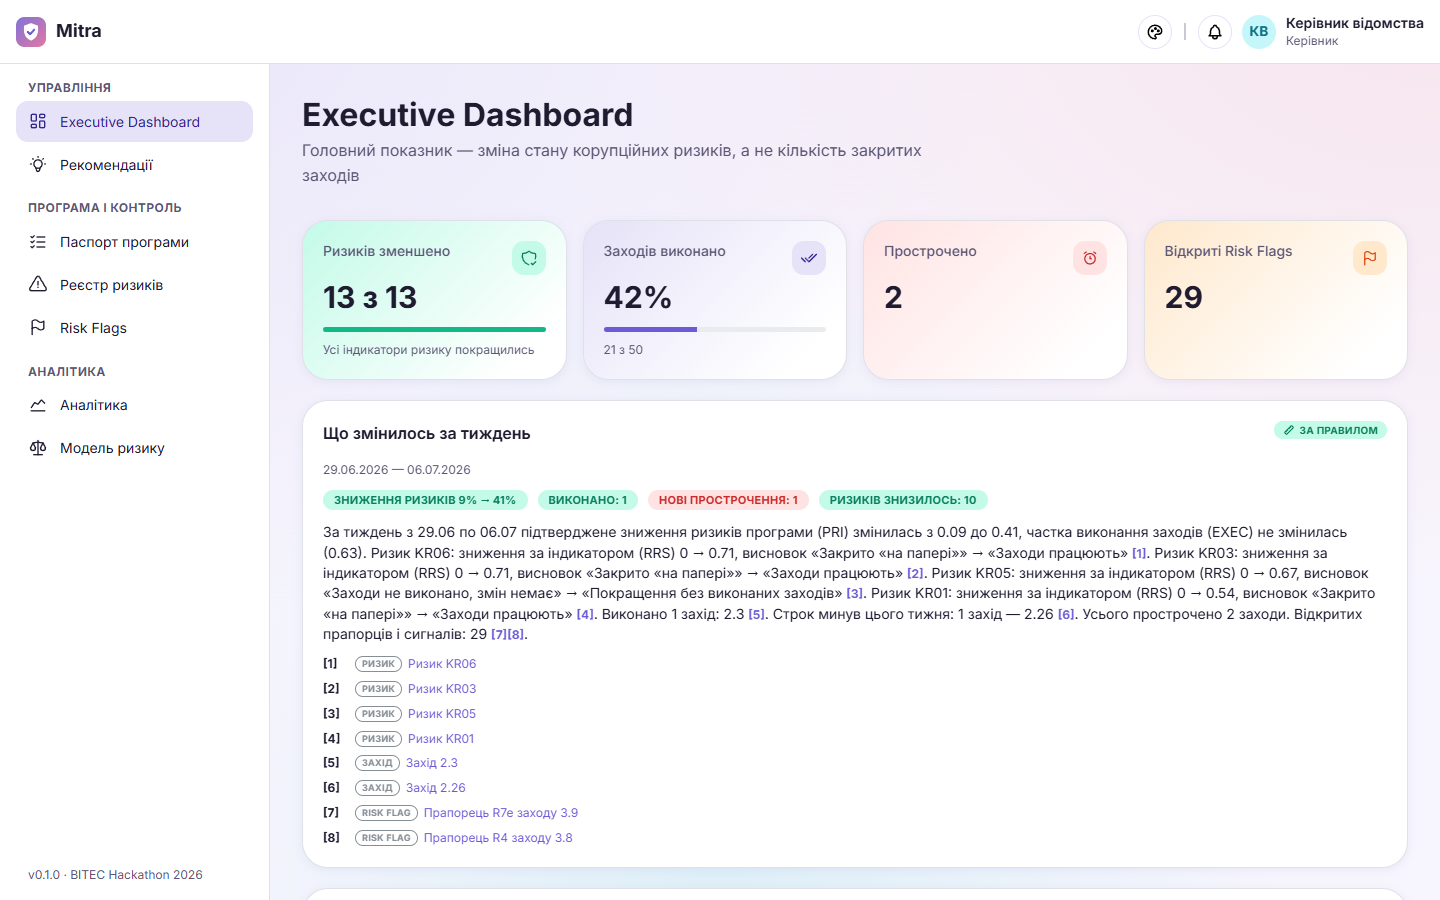 Mitra
КВ
Керівник відомства
Керівник
УПРАВЛІННЯ
Executive Dashboard
Рекомендації
ПРОГРАМА І КОНТРОЛЬ
Паспорт програми
Реєстр ризиків
Risk Flags
АНАЛІТИКА
Аналітика
Модель ризику
v0.1.0 · BITEC Hackathon 2026
Executive Dashboard
Головний показник — зміна стану корупційних ризиків, а не кількість закритих
заходів
Ризиків зменшено
13 з 13
Усі індикатори ризику покращились
Заходів виконано
42%
21 з 50
Прострочено
2
Відкриті Risk Flags
29
Що змінилось за тиждень
ЗА ПРАВИЛОМ
29.06.2026 — 06.07.2026
ЗНИЖЕННЯ РИЗИКІВ 9% → 41%
ВИКОНАНО: 1
НОВІ ПРОСТРОЧЕННЯ: 1
РИЗИКІВ ЗНИЗИЛОСЬ: 10
За тиждень з 29.06 по 06.07 підтверджене зниження ризиків програми (PRI) змінилась з 0.09 до 0.41, частка виконання заходів (EXEC) не змінилась
(0.63). Ризик KR06: зниження за індикатором (RRS) 0 → 0.71, висновок «Закрито «на папері»» → «Заходи працюють» [1]. Ризик KR03: зниження за
індикатором (RRS) 0 → 0.71, висновок «Закрито «на папері»» → «Заходи працюють» [2]. Ризик KR05: зниження за індикатором (RRS) 0 → 0.67, висновок
«Заходи не виконано, змін немає» → «Покращення без виконаних заходів» [3]. Ризик KR01: зниження за індикатором (RRS) 0 → 0.54, висновок «Закрито
«на папері»» → «Заходи працюють» [4]. Виконано 1 захід: 2.3 [5]. Строк минув цього тижня: 1 захід — 2.26 [6]. Усього прострочено 2 заходи. Відкритих
прапорців і сигналів: 29 [7][8].
[1] РИЗИК Ризик KR06
[2] РИЗИК Ризик KR03
[3] РИЗИК Ризик KR05
[4] РИЗИК Ризик KR01
[5] ЗАХІД Захід 2.3
[6] ЗАХІД Захід 2.26
[7] RISK FLAG Прапорець R7e заходу 3.9
[8] RISK FLAG Прапорець R4 заходу 3.8